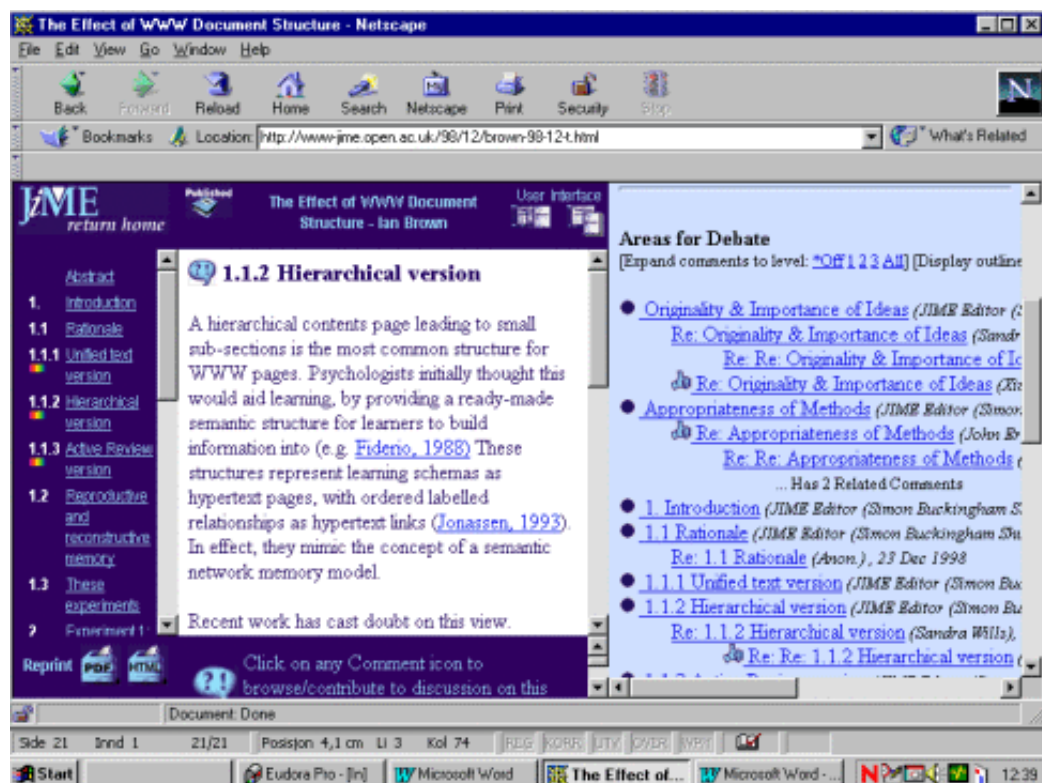 The Effect of WWW Document Structure - Netscape
File Edit View Go Window Help
Back Forward Reload Home Search Netscape Print Security Stop
Bookmarks Location: http://www-jime.open.ac.uk/98/12/brown-98-12-t.html What's Related
JiME
return home
Published
The Effect of WWW Document
Structure - Ian Brown
User Interface
Abstract
1. Introduction
1.1 Rationale
1.1.1 Unified text
version
1.1.2 Hierarchical
version
1.1.3 Active Review
version
1.2 Reproductive
and
reconstructive
memory
1.3 These
experiments
2 Experiment 1:
Reprint PDF HTML
1.1.2 Hierarchical version
A hierarchical contents page leading to small
sub-sections is the most common structure for
WWW pages. Psychologists initially thought this
would aid learning, by providing a ready-made
semantic structure for learners to build
information into (e.g. Fiderio, 1988) These
structures represent learning schemas as
hypertext pages, with ordered labelled
relationships as hypertext links (Jonassen, 1993).
In effect, they mimic the concept of a semantic
network memory model.
Recent work has cast doubt on this view.
Click on any Comment icon to
browse/contribute to discussion on this
Areas for Debate
[Expand comments to level: *Off 1 2 3 All] [Display outline
Originality & Importance of Ideas (JIME Editor (S
Re: Originality & Importance of Ideas (Sandr
Re: Re: Originality & Importance of Ic
Re: Originality & Importance of Ideas
Appropriateness of Methods (JIME Editor (Simon
Re: Appropriateness of Methods (John Br
Re: Re: Appropriateness of Methods (
... Has 2 Related Comments
1. Introduction (JIME Editor (Simon Buckingham S
1.1 Rationale (JIME Editor (Simon Buckingham Shu
Re: 1.1 Rationale (Anon.), 23 Dec 1998
1.1.1 Unified text version (JIME Editor (Simon Buc
1.1.2 Hierarchical version (JIME Editor (Simon Bu
Re: 1.1.2 Hierarchical version (Sandra Wills),
Re: Re: 1.1.2 Hierarchical version (
Document: Done
Side 21 Innd 1 21/21 Posisjon 4,1 cm Li 3 Kol 74 REG KORR UTV OVER WPH
Start Eudora Pro - [In] Microsoft Word The Effect of... Microsoft Word - ... 12:39